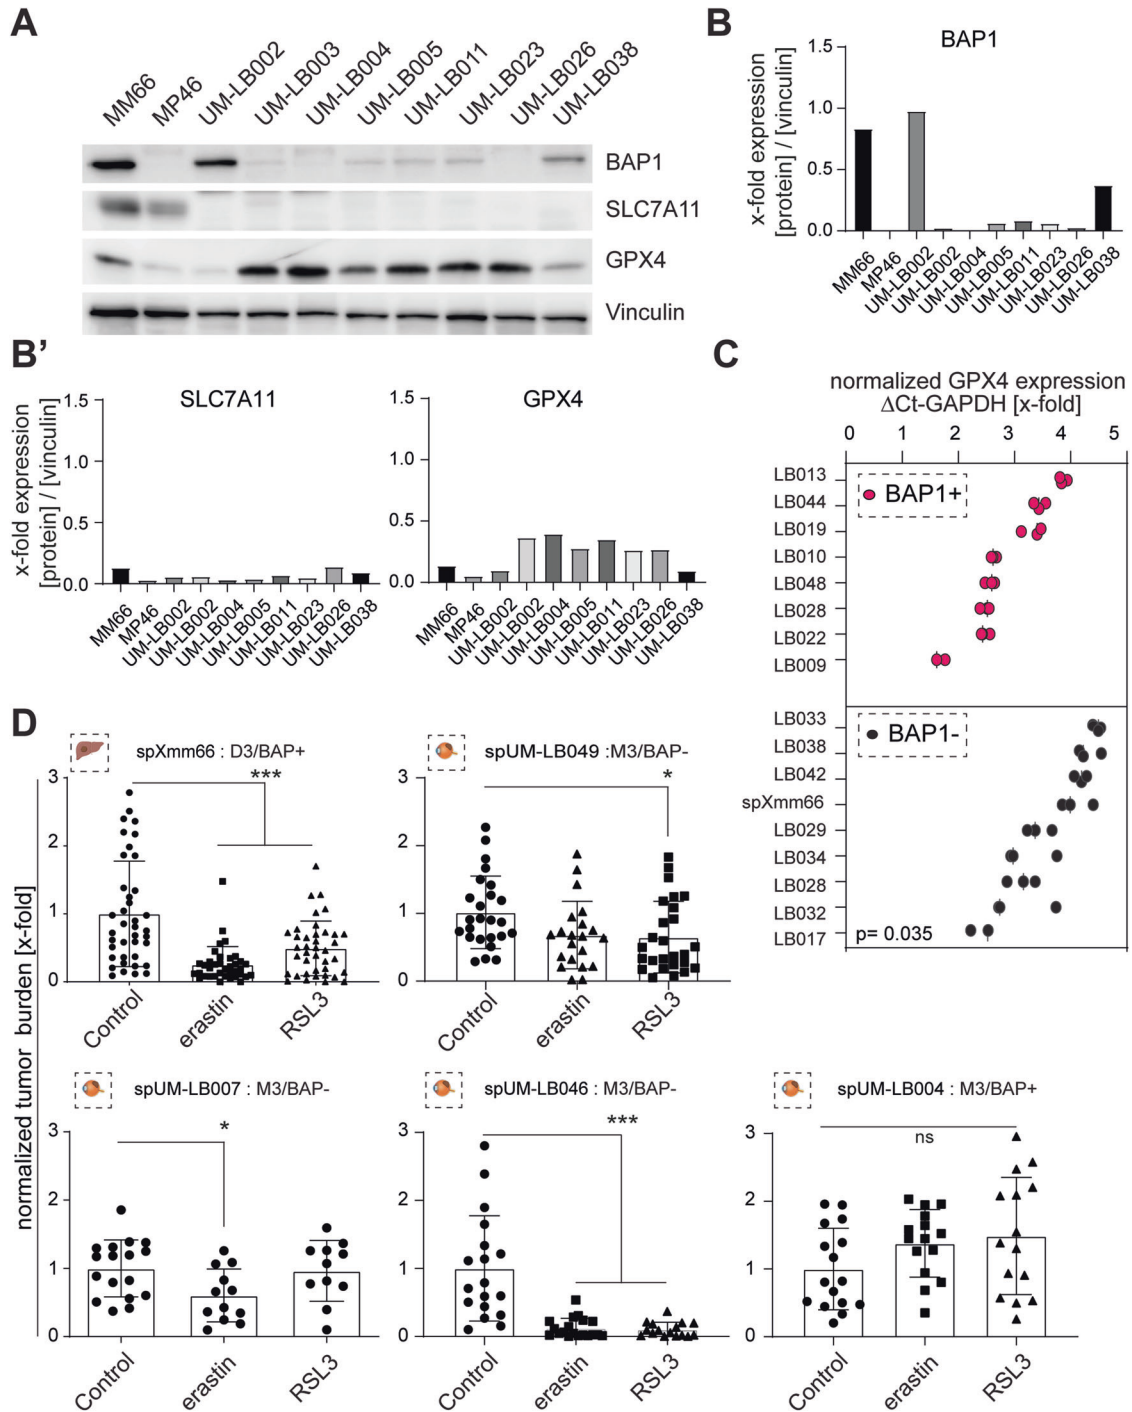 A
MM66
MP46
UM-LB002
UM-LB003
UM-LB004
UM-LB005
UM-LB011
UM-LB023
UM-LB026
UM-LB038
BAP1
SLC7A11
GPX4
Vinculin
B
BAP1
x-fold expression
[protein] / [vinculin]
1.5
1.0
0.5
0.0
MM66
MP46
UM-LB002
UM-LB002
UM-LB004
UM-LB005
UM-LB011
UM-LB023
UM-LB026
UM-LB038
B’
SLC7A11
x-fold expression
[protein] / [vinculin]
1.5
1.0
0.5
0.0
MM66
MP46
UM-LB002
UM-LB002
UM-LB004
UM-LB005
UM-LB011
UM-LB023
UM-LB026
UM-LB038
GPX4
1.5
1.0
0.5
0.0
MM66
MP46
UM-LB002
UM-LB002
UM-LB004
UM-LB005
UM-LB011
UM-LB023
UM-LB026
UM-LB038
C
normalized GPX4 expression
ΔCt-GAPDH [x-fold]
0 1 2 3 4 5
LB013
LB044
LB019
LB010
LB048
LB028
LB022
LB009
BAP1+
LB033
LB038
LB042
spXmm66
LB029
LB034
LB028
LB032
LB017
BAP1-
p= 0.035
D
normalized tumor burden [x-fold]
spXmm66 : D3/BAP+
***
3
2
1
0
Control
erastin
RSL3
spUM-LB049 :M3/BAP-
*
3
2
1
0
Control
erastin
RSL3
spUM-LB007 : M3/BAP-
*
3
2
1
0
Control
erastin
RSL3
spUM-LB046 : M3/BAP-
***
3
2
1
0
Control
erastin
RSL3
spUM-LB004 : M3/BAP+
ns
3
2
1
0
Control
erastin
RSL3